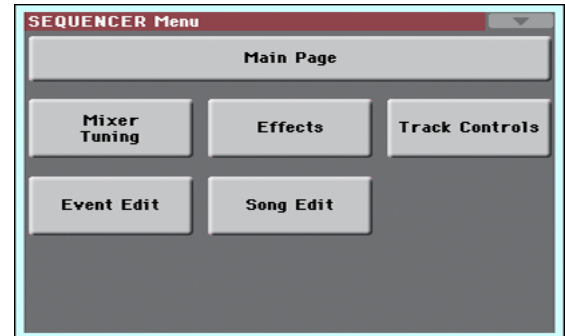 SEQUENCER Menu
Main Page
Mixer
Tuning
Effects
Track Controls
Event Edit
Song Edit